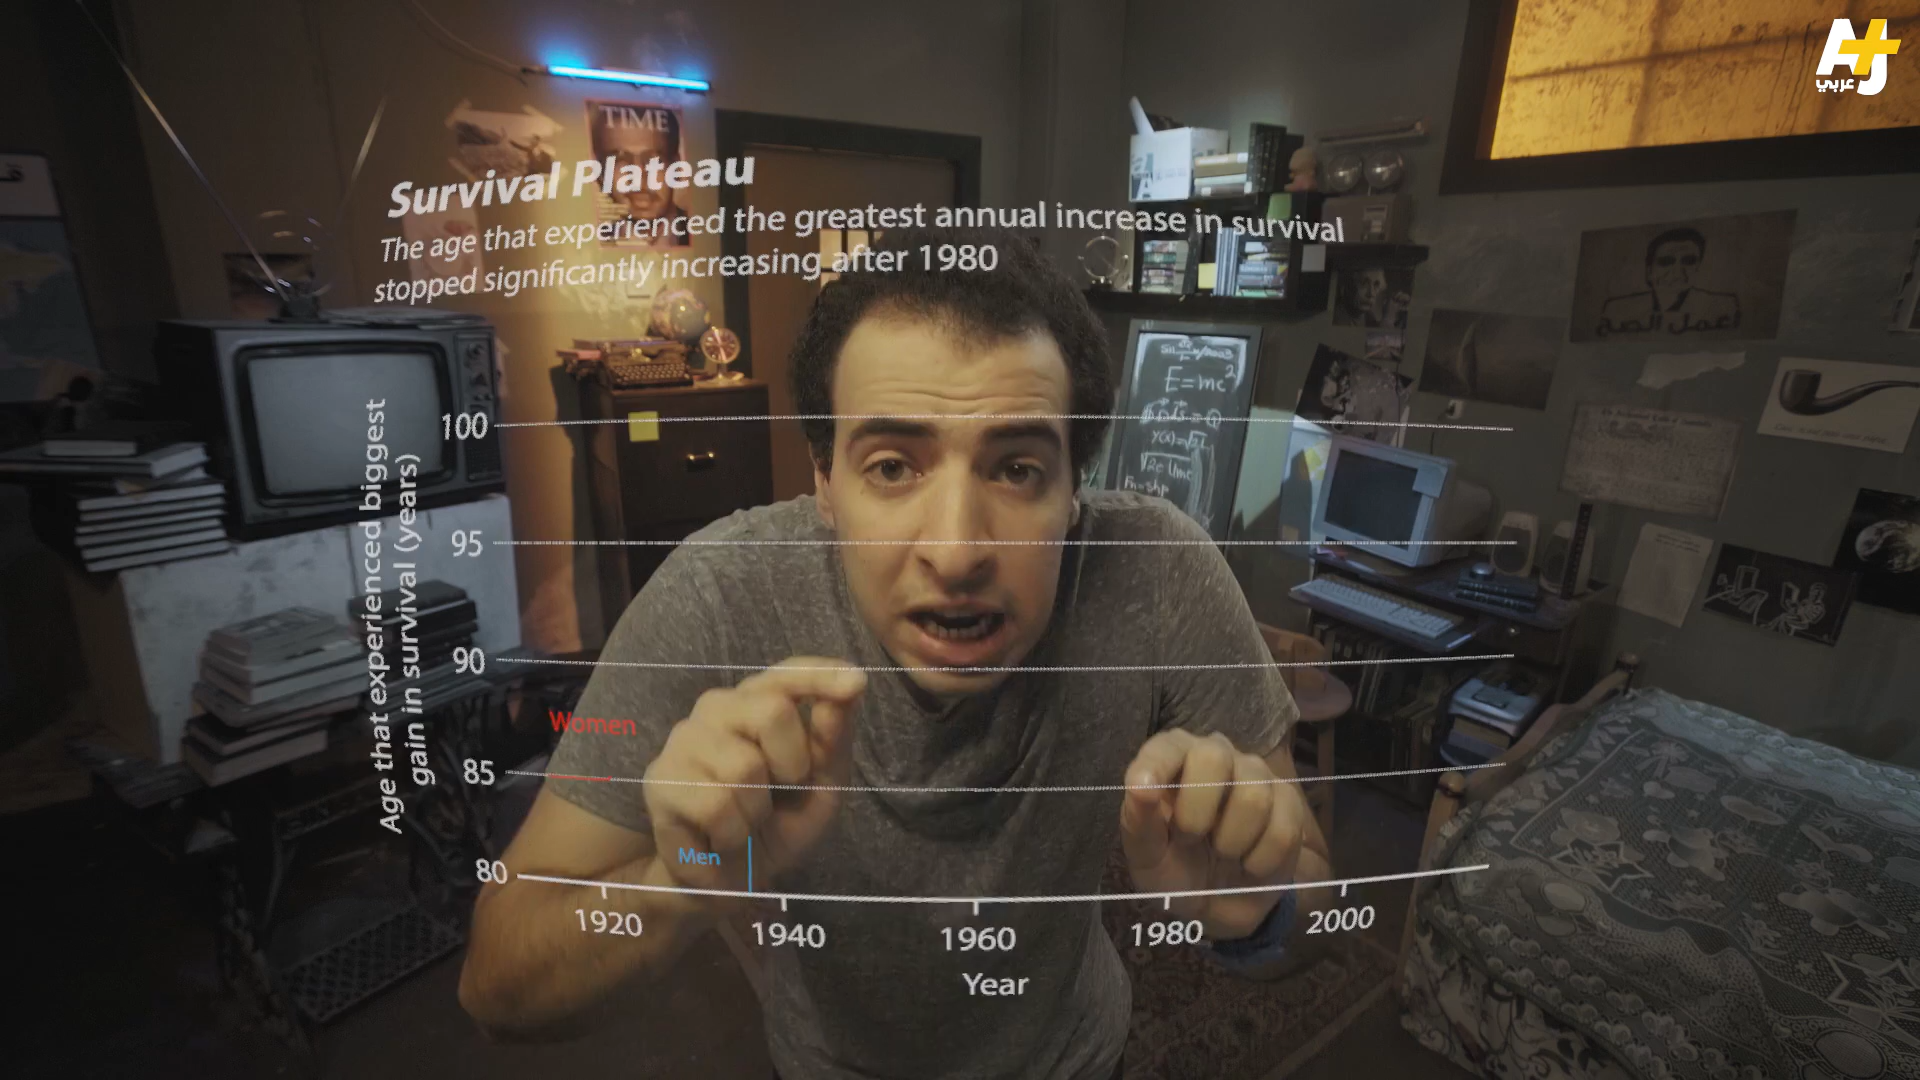 عربي
TIME
Survival Plateau
The age that experienced the greatest annual increase in survival
stopped significantly increasing after 1980
Age that experienced biggest
gain in survival (years)
100
95
90
85
80
Women
Men
1920
1940
1960
1980
2000
Year
E=mc²